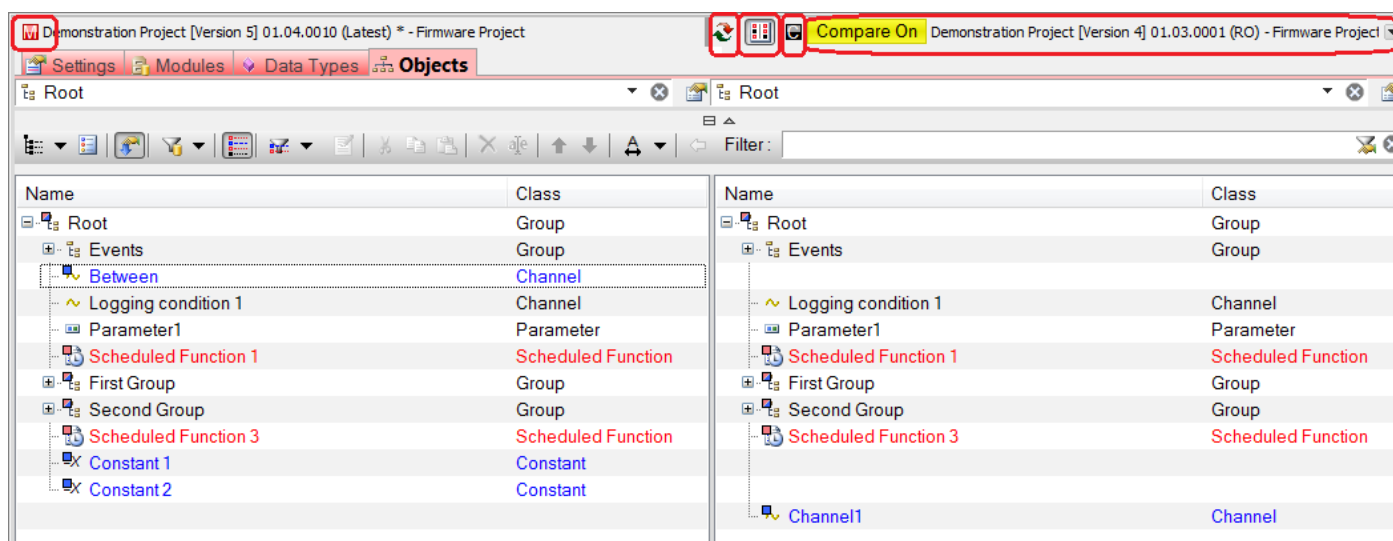 Demonstration Project [Version 5] 01.04.0010 (Latest) * - Firmware Project
Compare On Demonstration Project [Version 4] 01.03.0001 (RO) - Firmware Project
Settings Modules Data Types Objects
Root
Root
Filter:
Name Class
Root Group
Events Group
Between Channel
Logging condition 1 Channel
Parameter1 Parameter
Scheduled Function 1 Scheduled Function
First Group Group
Second Group Group
Scheduled Function 3 Scheduled Function
Constant 1 Constant
Constant 2 Constant
Name Class
Root Group
Events Group
Logging condition 1 Channel
Parameter1 Parameter
Scheduled Function 1 Scheduled Function
First Group Group
Second Group Group
Scheduled Function 3 Scheduled Function
Channel1 Channel